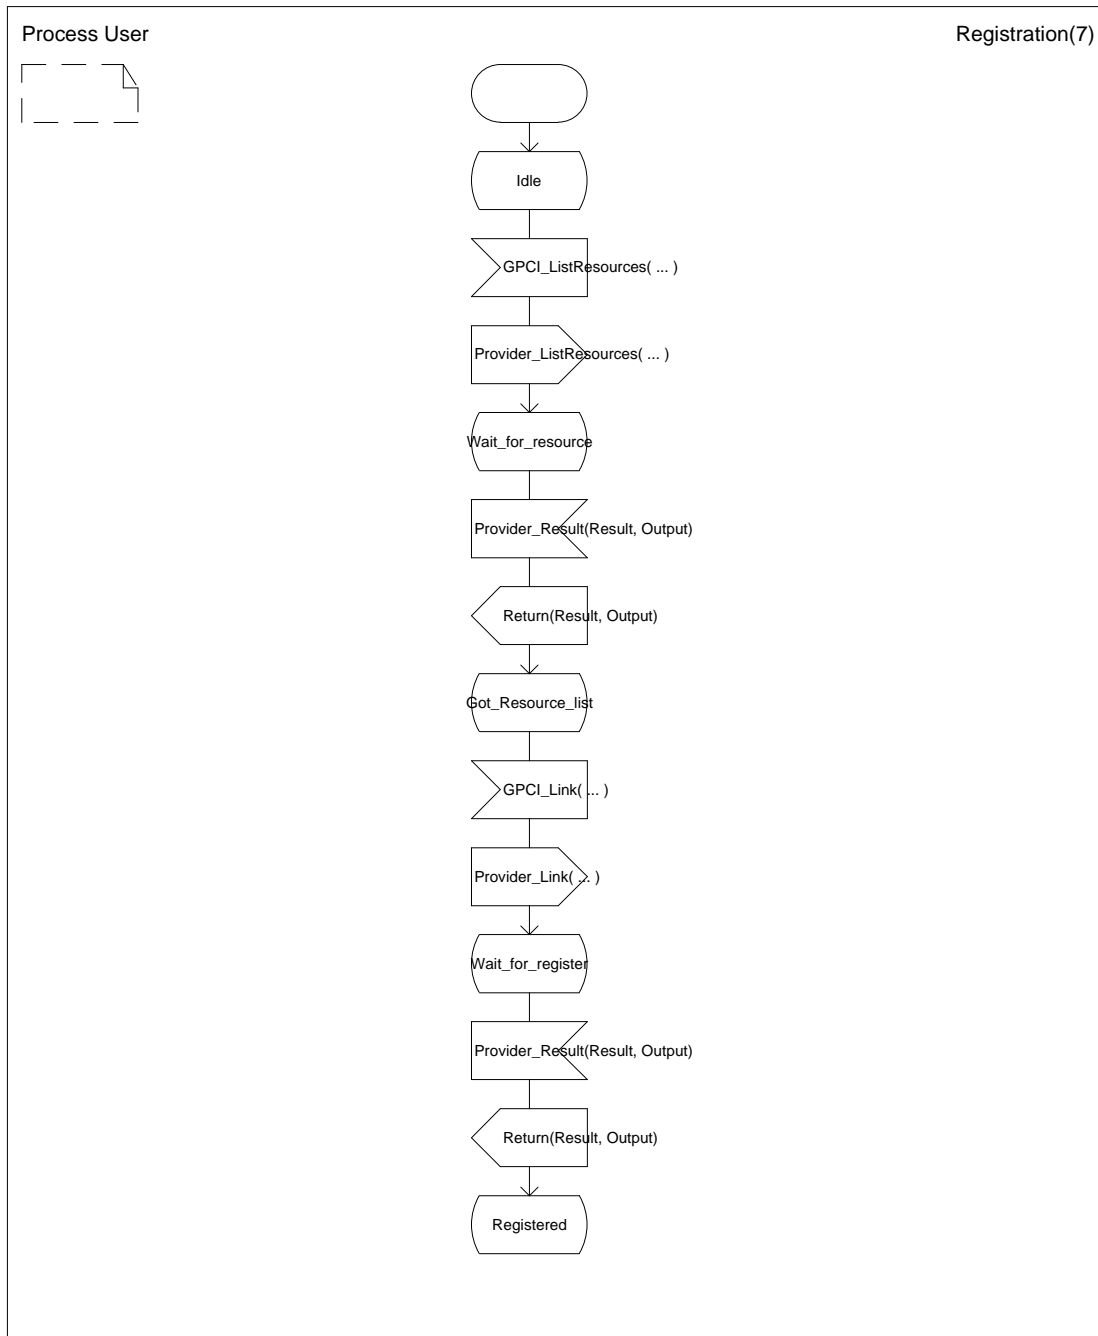 Process User
Registration(7)
Idle
GPCI_ListResources( ... )
Provider_ListResources( ... )
Wait_for_resource
Provider_Result(Result, Output)
Return(Result, Output)
Got_Resource_list
GPCI_Link( ... )
Provider_Link( ... )
Wait_for_register
Provider_Result(Result, Output)
Return(Result, Output)
Registered